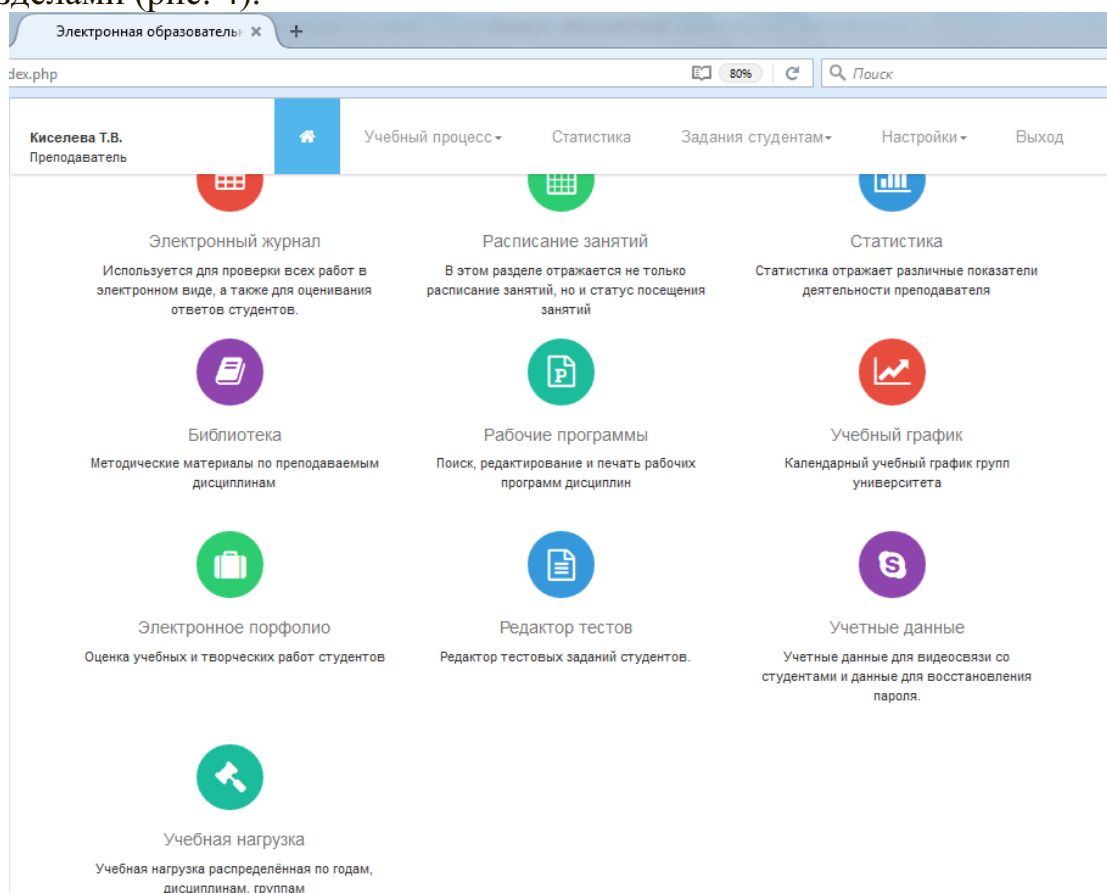 зделами (рис. 4).
Электронная образователь
dex.php
80%
Поиск
Киселева Т.В.
Преподаватель
Учебный процесс
Статистика
Задания студентам
Настройки
Выход
Электронный журнал
Используется для проверки всех работ в
электронном виде, а также для оценивания
ответов студентов.
Расписание занятий
В этом разделе отражается не только
расписание занятий, но и статус посещения
занятий
Статистика
Статистика отражает различные показатели
деятельности преподавателя
Библиотека
Методические материалы по преподаваемым
дисциплинам
P
Рабочие программы
Поиск, редактирование и печать рабочих
программ дисциплин
Учебный график
Календарный учебный график групп
университета
Электронное порфолио
Оценка учебных и творческих работ студентов
Редактор тестов
Редактор тестовых заданий студентов.
S
Учетные данные
Учетные данные для видеосвязи со
студентами и данные для восстановления
пароля.
Учебная нагрузка
Учебная нагрузка распределённая по годам,
дисциплинам, группам